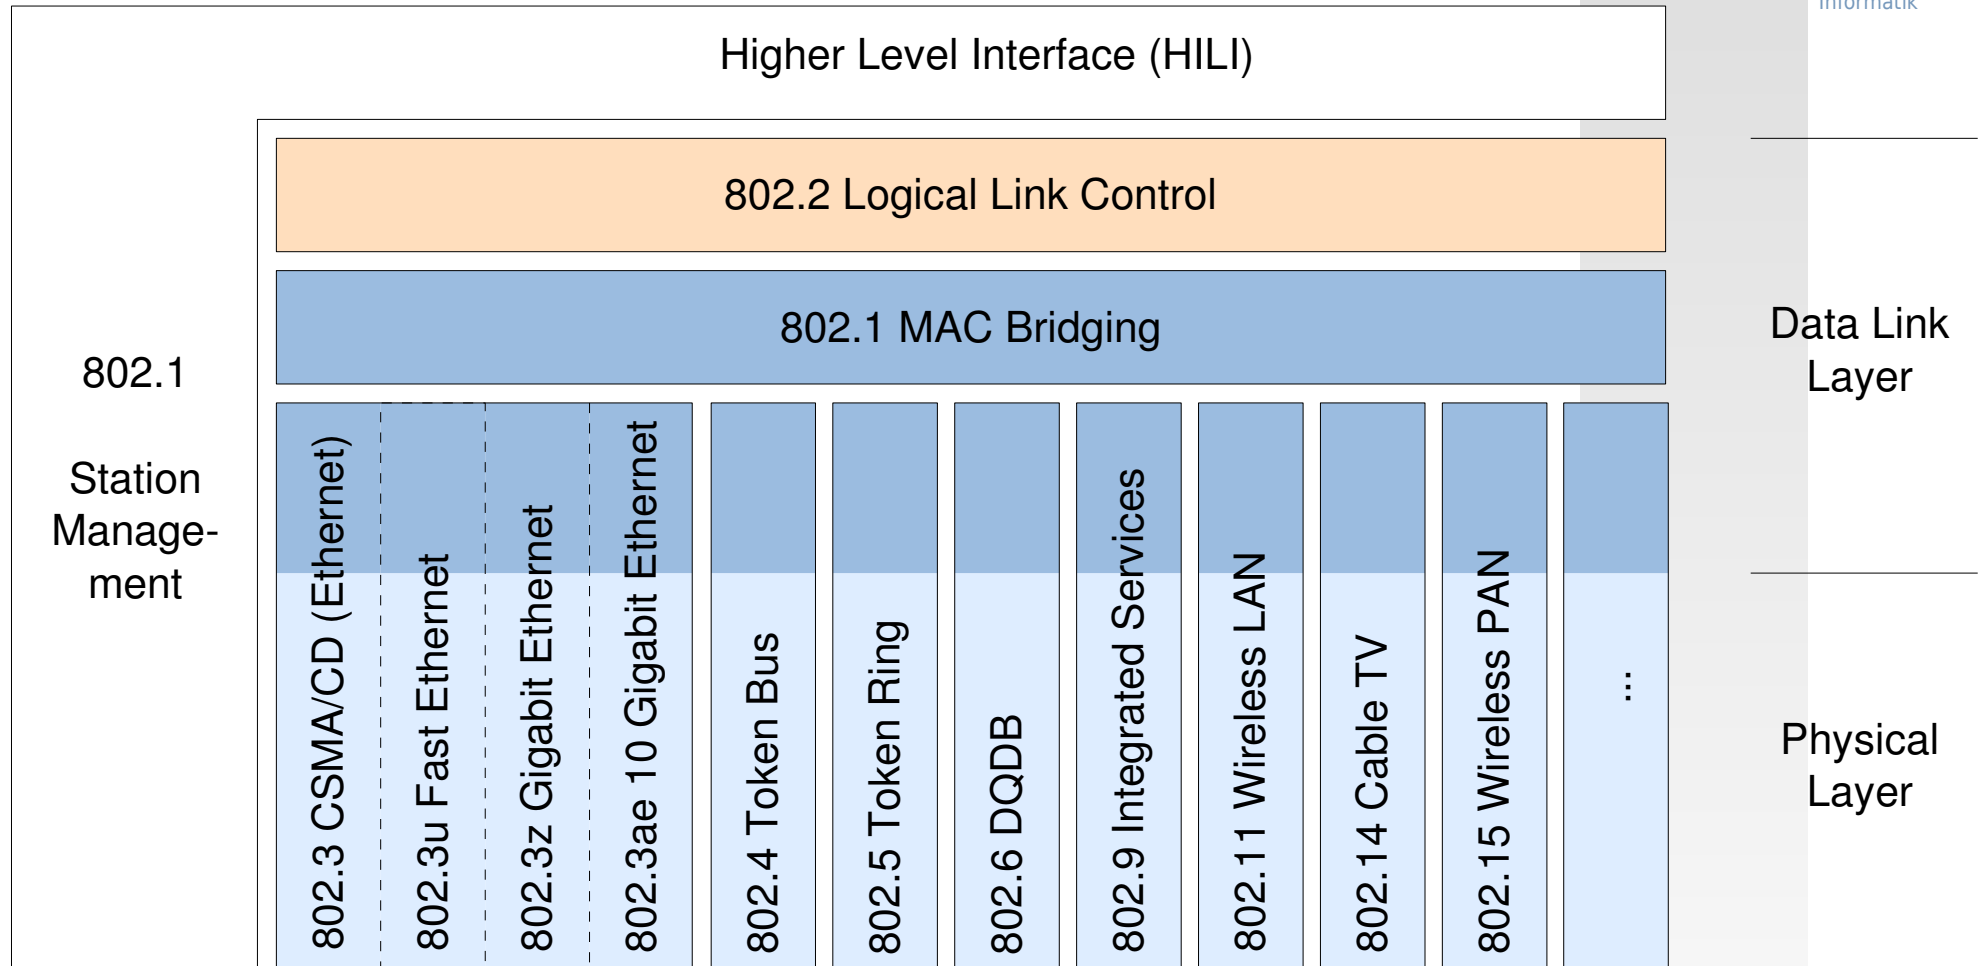 Informatik
Higher Level Interface (HILI)
802.2 Logical Link Control
802.1 MAC Bridging
802.1
Station
Manage-
ment
Data Link
Layer
Physical
Layer
802.3 CSMA/CD (Ethernet)
802.3u Fast Ethernet
802.3z Gigabit Ethernet
802.3ae 10 Gigabit Ethernet
802.4 Token Bus
802.5 Token Ring
802.6 DQDB
802.9 Integrated Services
802.11 Wireless LAN
802.14 Cable TV
802.15 Wireless PAN
...